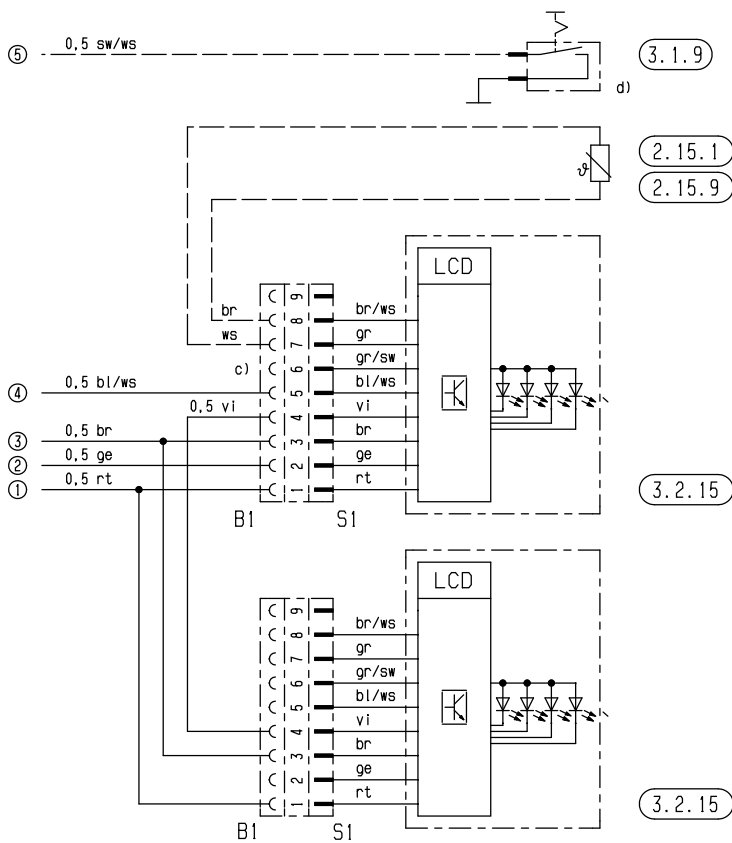 ⑤ 0,5 sw/ws 3.1.9
d)
2.15.1
ϑ
2.15.9
LCD
9
br 8 br/ws
ws 7 gr
c) 6 gr/sw
④ 0,5 bl/ws 5 bl/ws
0,5 vi 4 vi
③ 0,5 br 3 br
② 0,5 ge 2 ge
① 0,5 rt 1 rt 3.2.15
B1 S1
LCD
9
8 br/ws
7 gr
6 gr/sw
5 bl/ws
4 vi
3 br
2 ge
1 rt 3.2.15
B1 S1